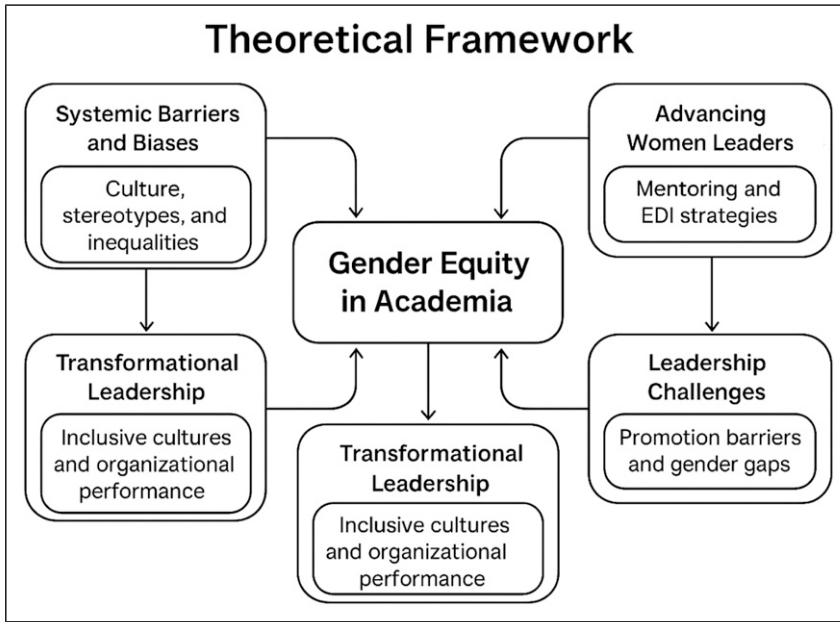 Theoretical Framework
Systemic Barriers
and Biases
Culture,
stereotypes, and
inequalities
Advancing
Women Leaders
Mentoring and
EDI strategies
Gender Equity
in Academia
Transformational
Leadership
Inclusive cultures
and organizational
performance
Leadership
Challenges
Promotion barriers
and gender gaps
Transformational
Leadership
Inclusive cultures
and organizational
performance